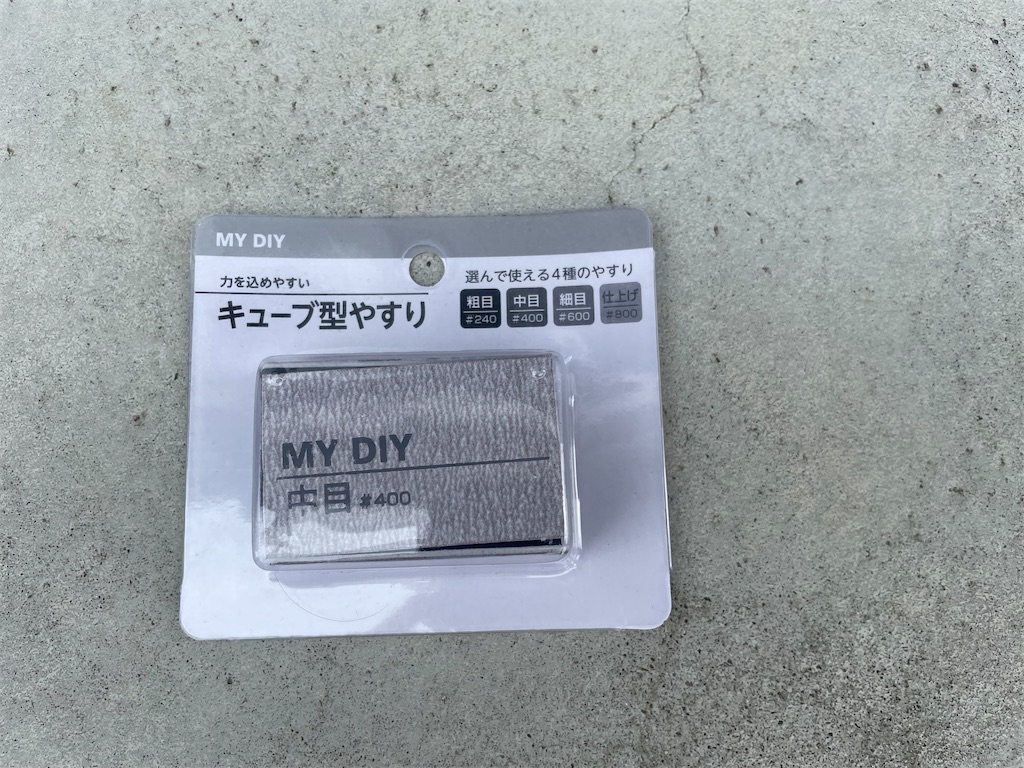 MY DIY
力を込めやすい
キューブ型やすり
選んで使える4種のやすり
粗目 中目 細目 仕上げ
#240 #400 #600 #800
MY DIY
中目 #400